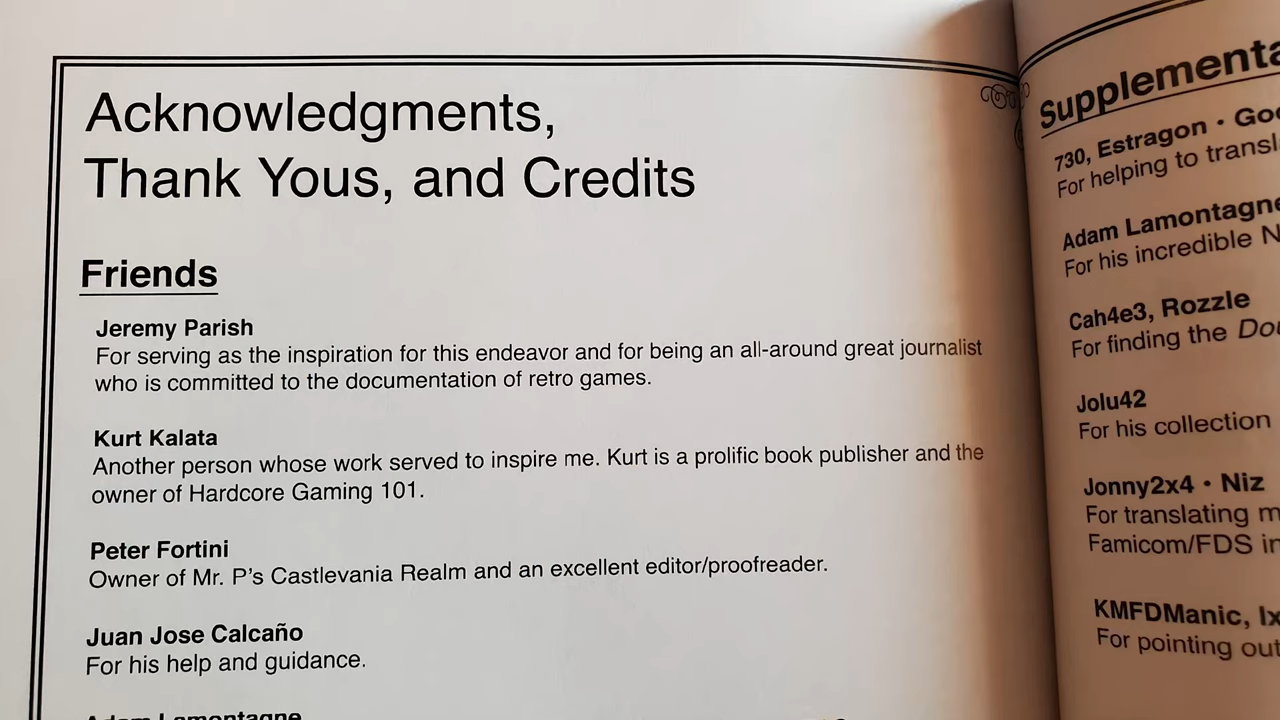 Acknowledgments,
Thank Yous, and Credits
Friends
Jeremy Parish
For serving as the inspiration for this endeavor and for being an all-around great journalist
who is committed to the documentation of retro games.
Kurt Kalata
Another person whose work served to inspire me. Kurt is a prolific book publisher and the
owner of Hardcore Gaming 101.
Peter Fortini
Owner of Mr. P's Castlevania Realm and an excellent editor/proofreader.
Juan Jose Calcaño
For his help and guidance.
Adam Lamontagne
730, Estragon •
For helping to
Adam Lamontagne
For his incredible
Cah4e3, Rozzle
For finding the
Jolu42
For his collection
Jonny2x4 • Niz
For translating
Famicom/FDS
KMFDManic,
For pointing out